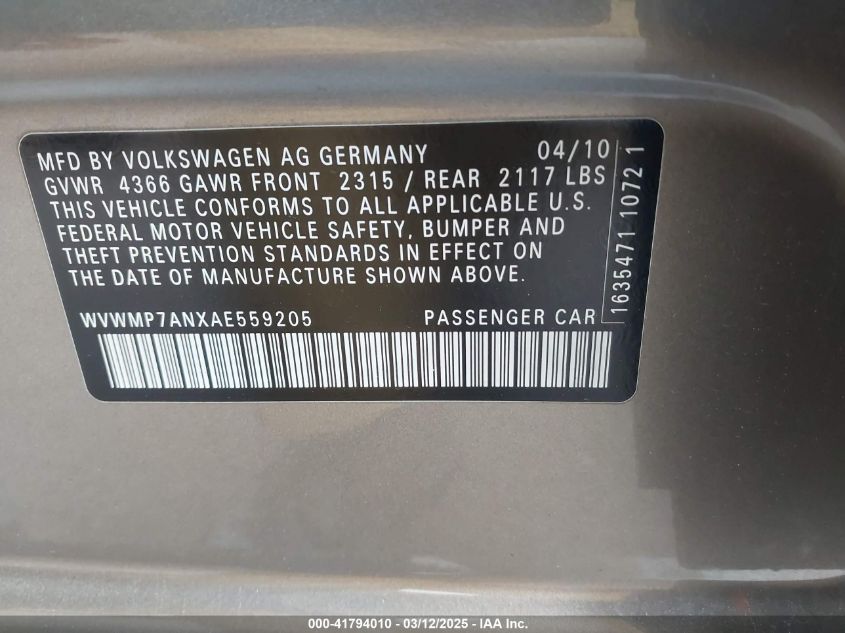 MFD BY VOLKSWAGEN AG GERMANY 04/10
GVWR 4366 GAWR FRONT 2315 / REAR 2117 LBS
THIS VEHICLE CONFORMS TO ALL APPLICABLE U.S.
FEDERAL MOTOR VEHICLE SAFETY, BUMPER AND
THEFT PREVENTION STANDARDS IN EFFECT ON
THE DATE OF MANUFACTURE SHOWN ABOVE.
WVWMP7ANXAE559205 PASSENGER CAR
1635471 1072 1
000-41794010 — 03/12/2025 — IAA Inc.